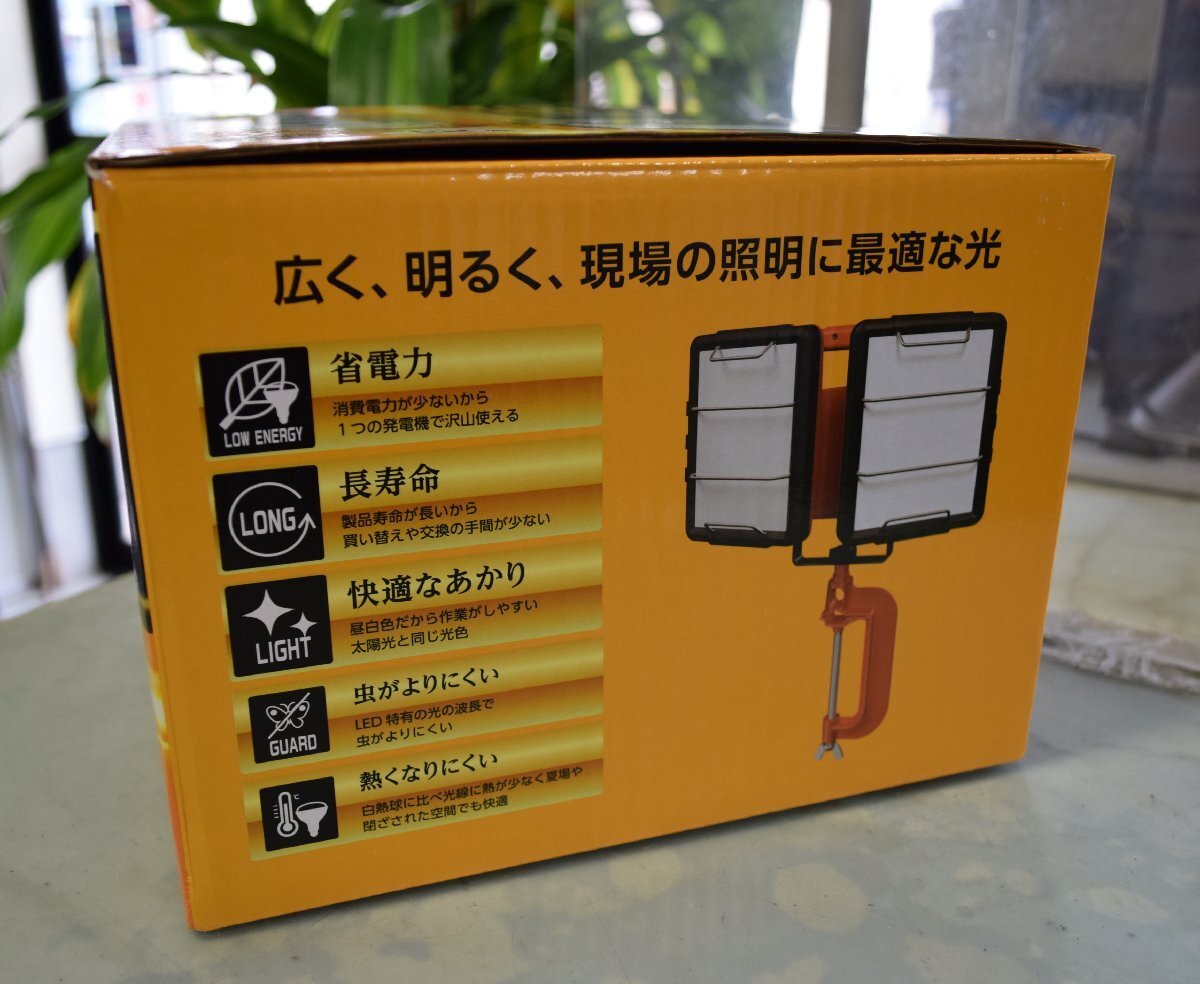 広く、明るく、現場の照明に最適な光
LOW ENERGY
省電力
消費電力が少ないから
1つの発電機で沢山使える
LONG
長寿命
製品寿命が長いから
買い替えや交換の手間が少ない
LIGHT
快適なあかり
昼白色だから作業がしやすい
太陽光と同じ光色
GUARD
虫がよりにくい
LED 特有の光の波長で
虫がよりにくい
℃
熱くなりにくい
白熱球に比べ光線に熱が少なく夏場や
閉ざされた空間でも快適